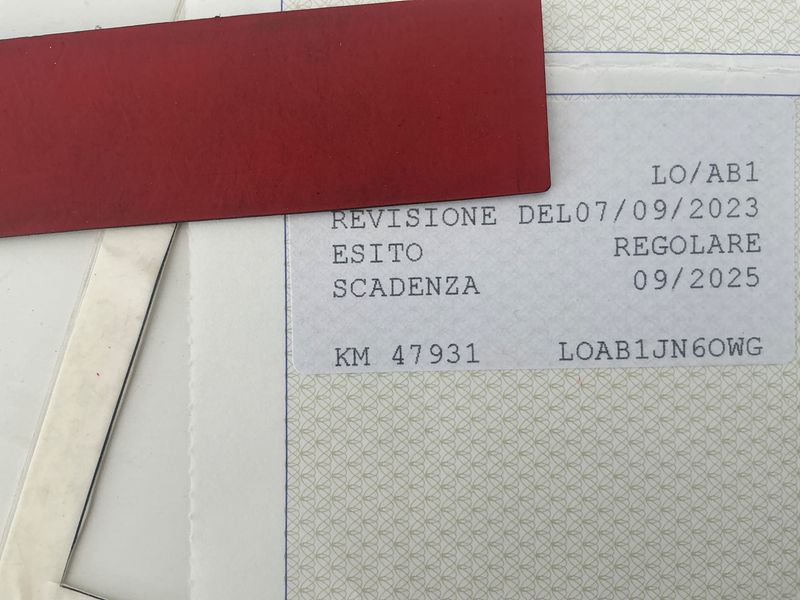 LO/AB1
REVISIONE DEL07/09/2023
ESITO REGOLARE
SCADENZA 09/2025
KM 47931 LOAB1JN6OWG